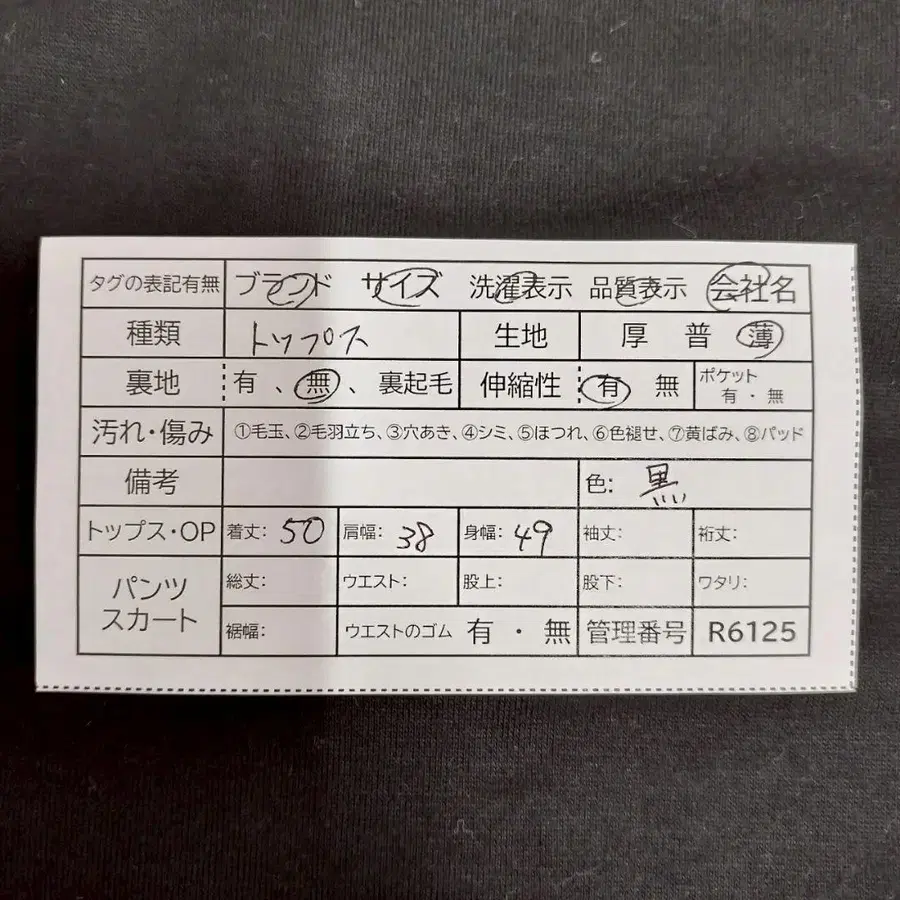 タグの表記有無 ブランド サイズ 洗濯表示 品質表示 会社名
種類 トップス 生地 厚 普 薄
裏地 有、無、裏起毛 伸縮性 有 無 ポケット 有・無
汚れ・傷み ①毛玉、②毛羽立ち、③穴あき、④シミ、⑤ほつれ、⑥色褪せ、⑦黄ばみ、⑧パッド
備考 色: 黒
トップス・OP 着丈: 50 肩幅: 38 身幅: 49 袖丈: 裄丈:
パンツ スカート 総丈: ウエスト: 股上: 股下: ワタリ:
裾幅: ウエストのゴム 有・無 管理番号 R6125